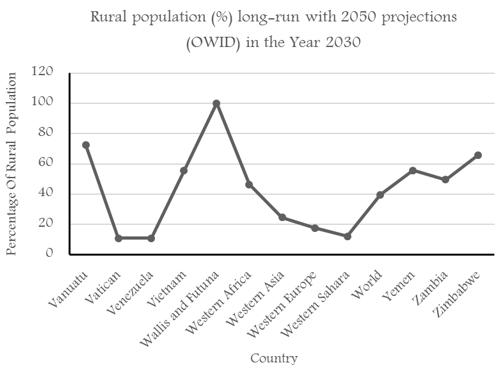 Rural population (%) long-run with 2050 projections
(OWID) in the Year 2030
Percentage Of Rural Population
120
100
80
60
40
20
0
Vanuatu
Vatican
Venezuela
Vietnam
Wallis and Futuna
Western Africa
Western Asia
Western Europe
Western Sahara
World
Yemen
Zambia
Zimbabwe
Country